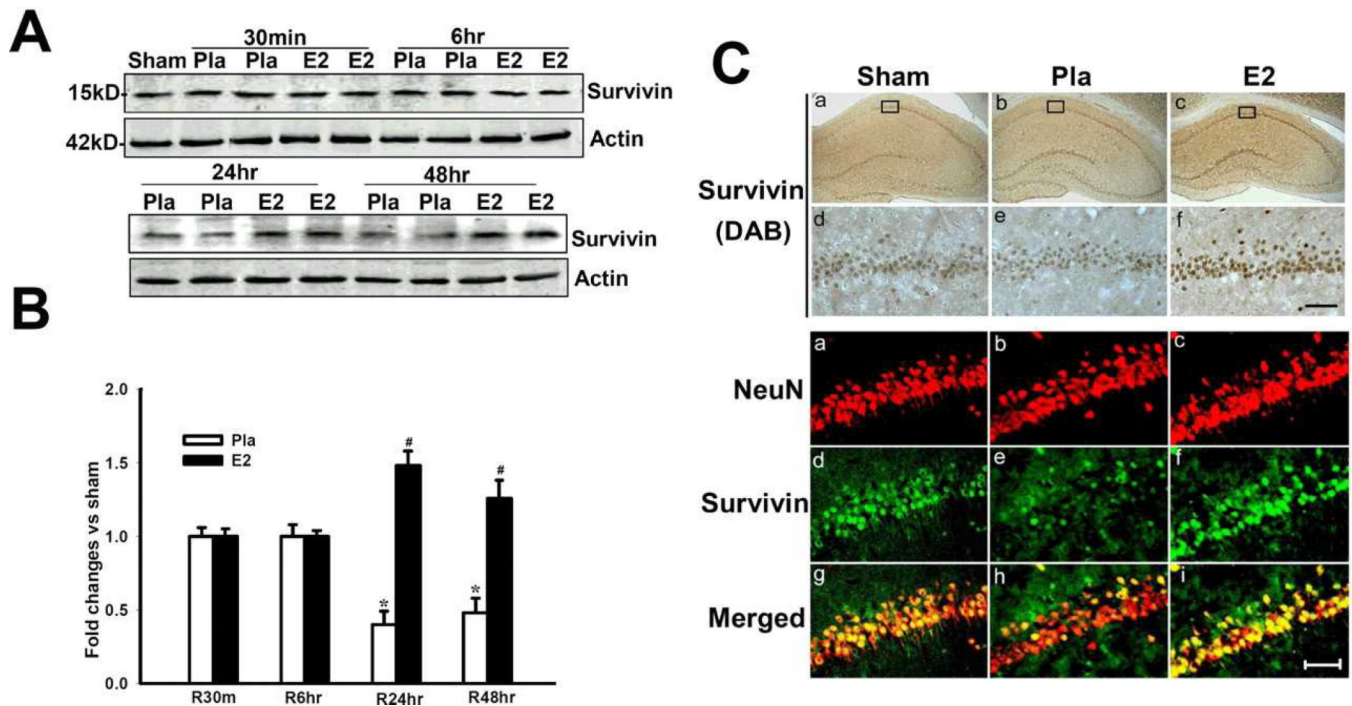 A
30min 6hr
Sham Pla Pla E2 E2 Pla Pla E2 E2
15kD- Survivin
42kD- Actin
24hr 48hr
Pla Pla E2 E2 Pla Pla E2 E2
Survivin
Actin
B
2.0
1.5
1.0
0.5
0.0
Fold changes vs sham
Pla
E2
# #
* *
R30m R6hr R24hr R48hr
C
Sham Pla E2
Survivin
(DAB)
a b c
d e f
NeuN
a b c
Survivin
d e f
Merged
g h i